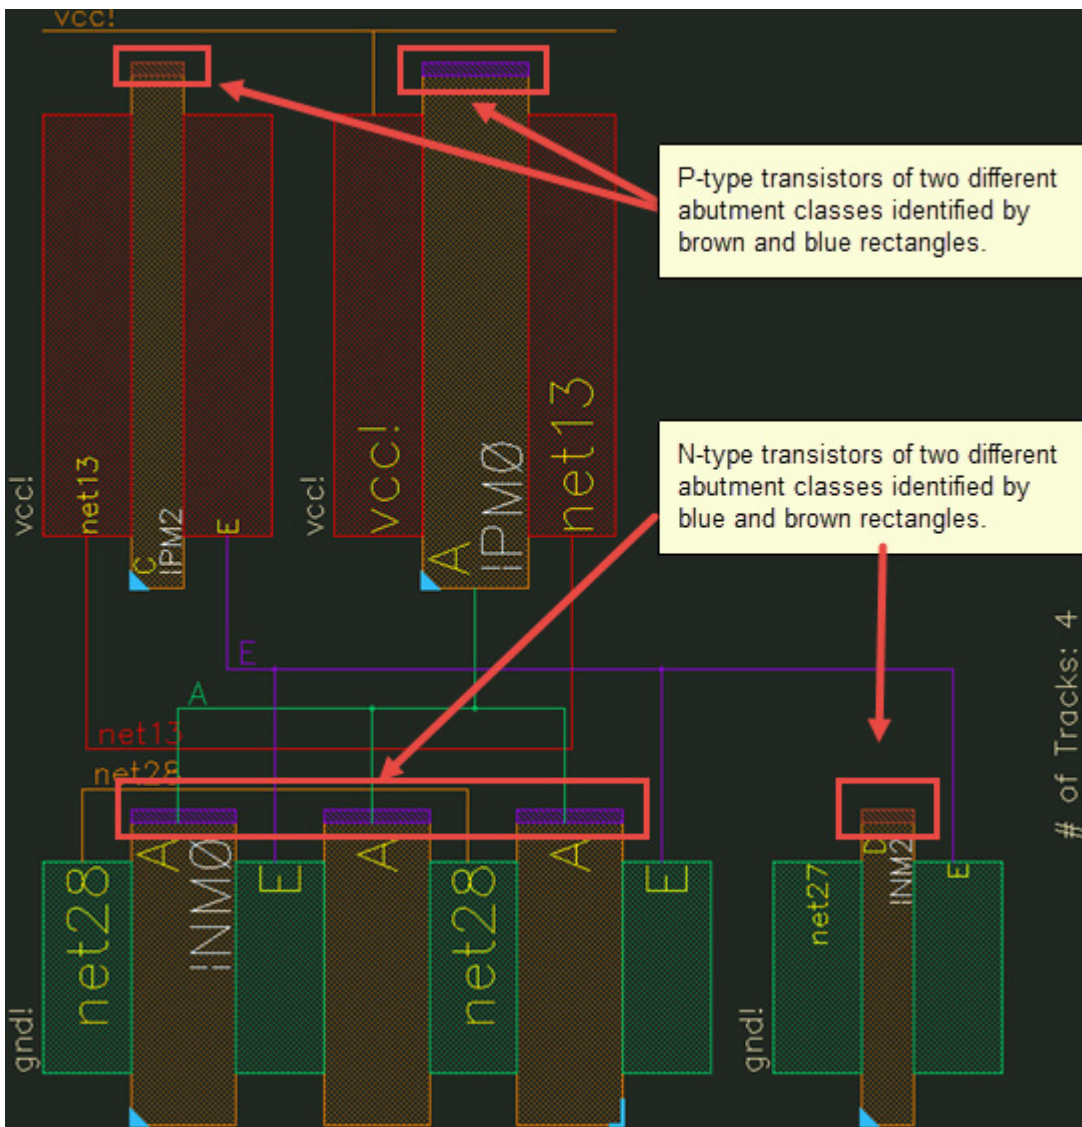 vcc!
P-type transistors of two different
abutment classes identified by
brown and blue rectangles.
vcc!
net13
C
IPM2
E
vcc!
vcc!
A
IPM0
net13
N-type transistors of two different
abutment classes identified by
blue and brown rectangles.
# of Tracks: 4
E
A
net13
net28
gnd!
net28
A
INM0
E
A
net28
A
E
gnd!
net27
D
INM2
E